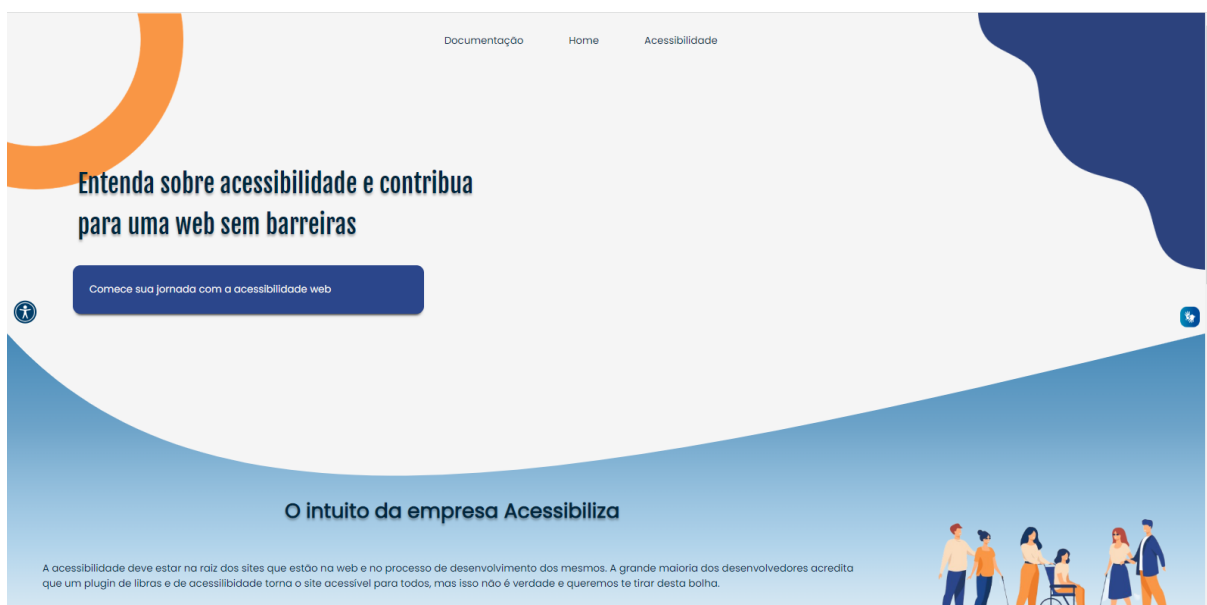 Documentação Home Acessibilidade
Entenda sobre acessibilidade e contribua
para uma web sem barreiras
Comece sua jornada com a acessibilidade web
O intuito da empresa Acessibiliza
A acessibilidade deve estar na raiz dos sites que estão na web e no processo de desenvolvimento dos mesmos. A grande maioria dos desenvolvedores acredita
que um plugin de libras e de acessilibidade torna o site acessível para todos, mas isso não é verdade e queremos te tirar desta bolha.